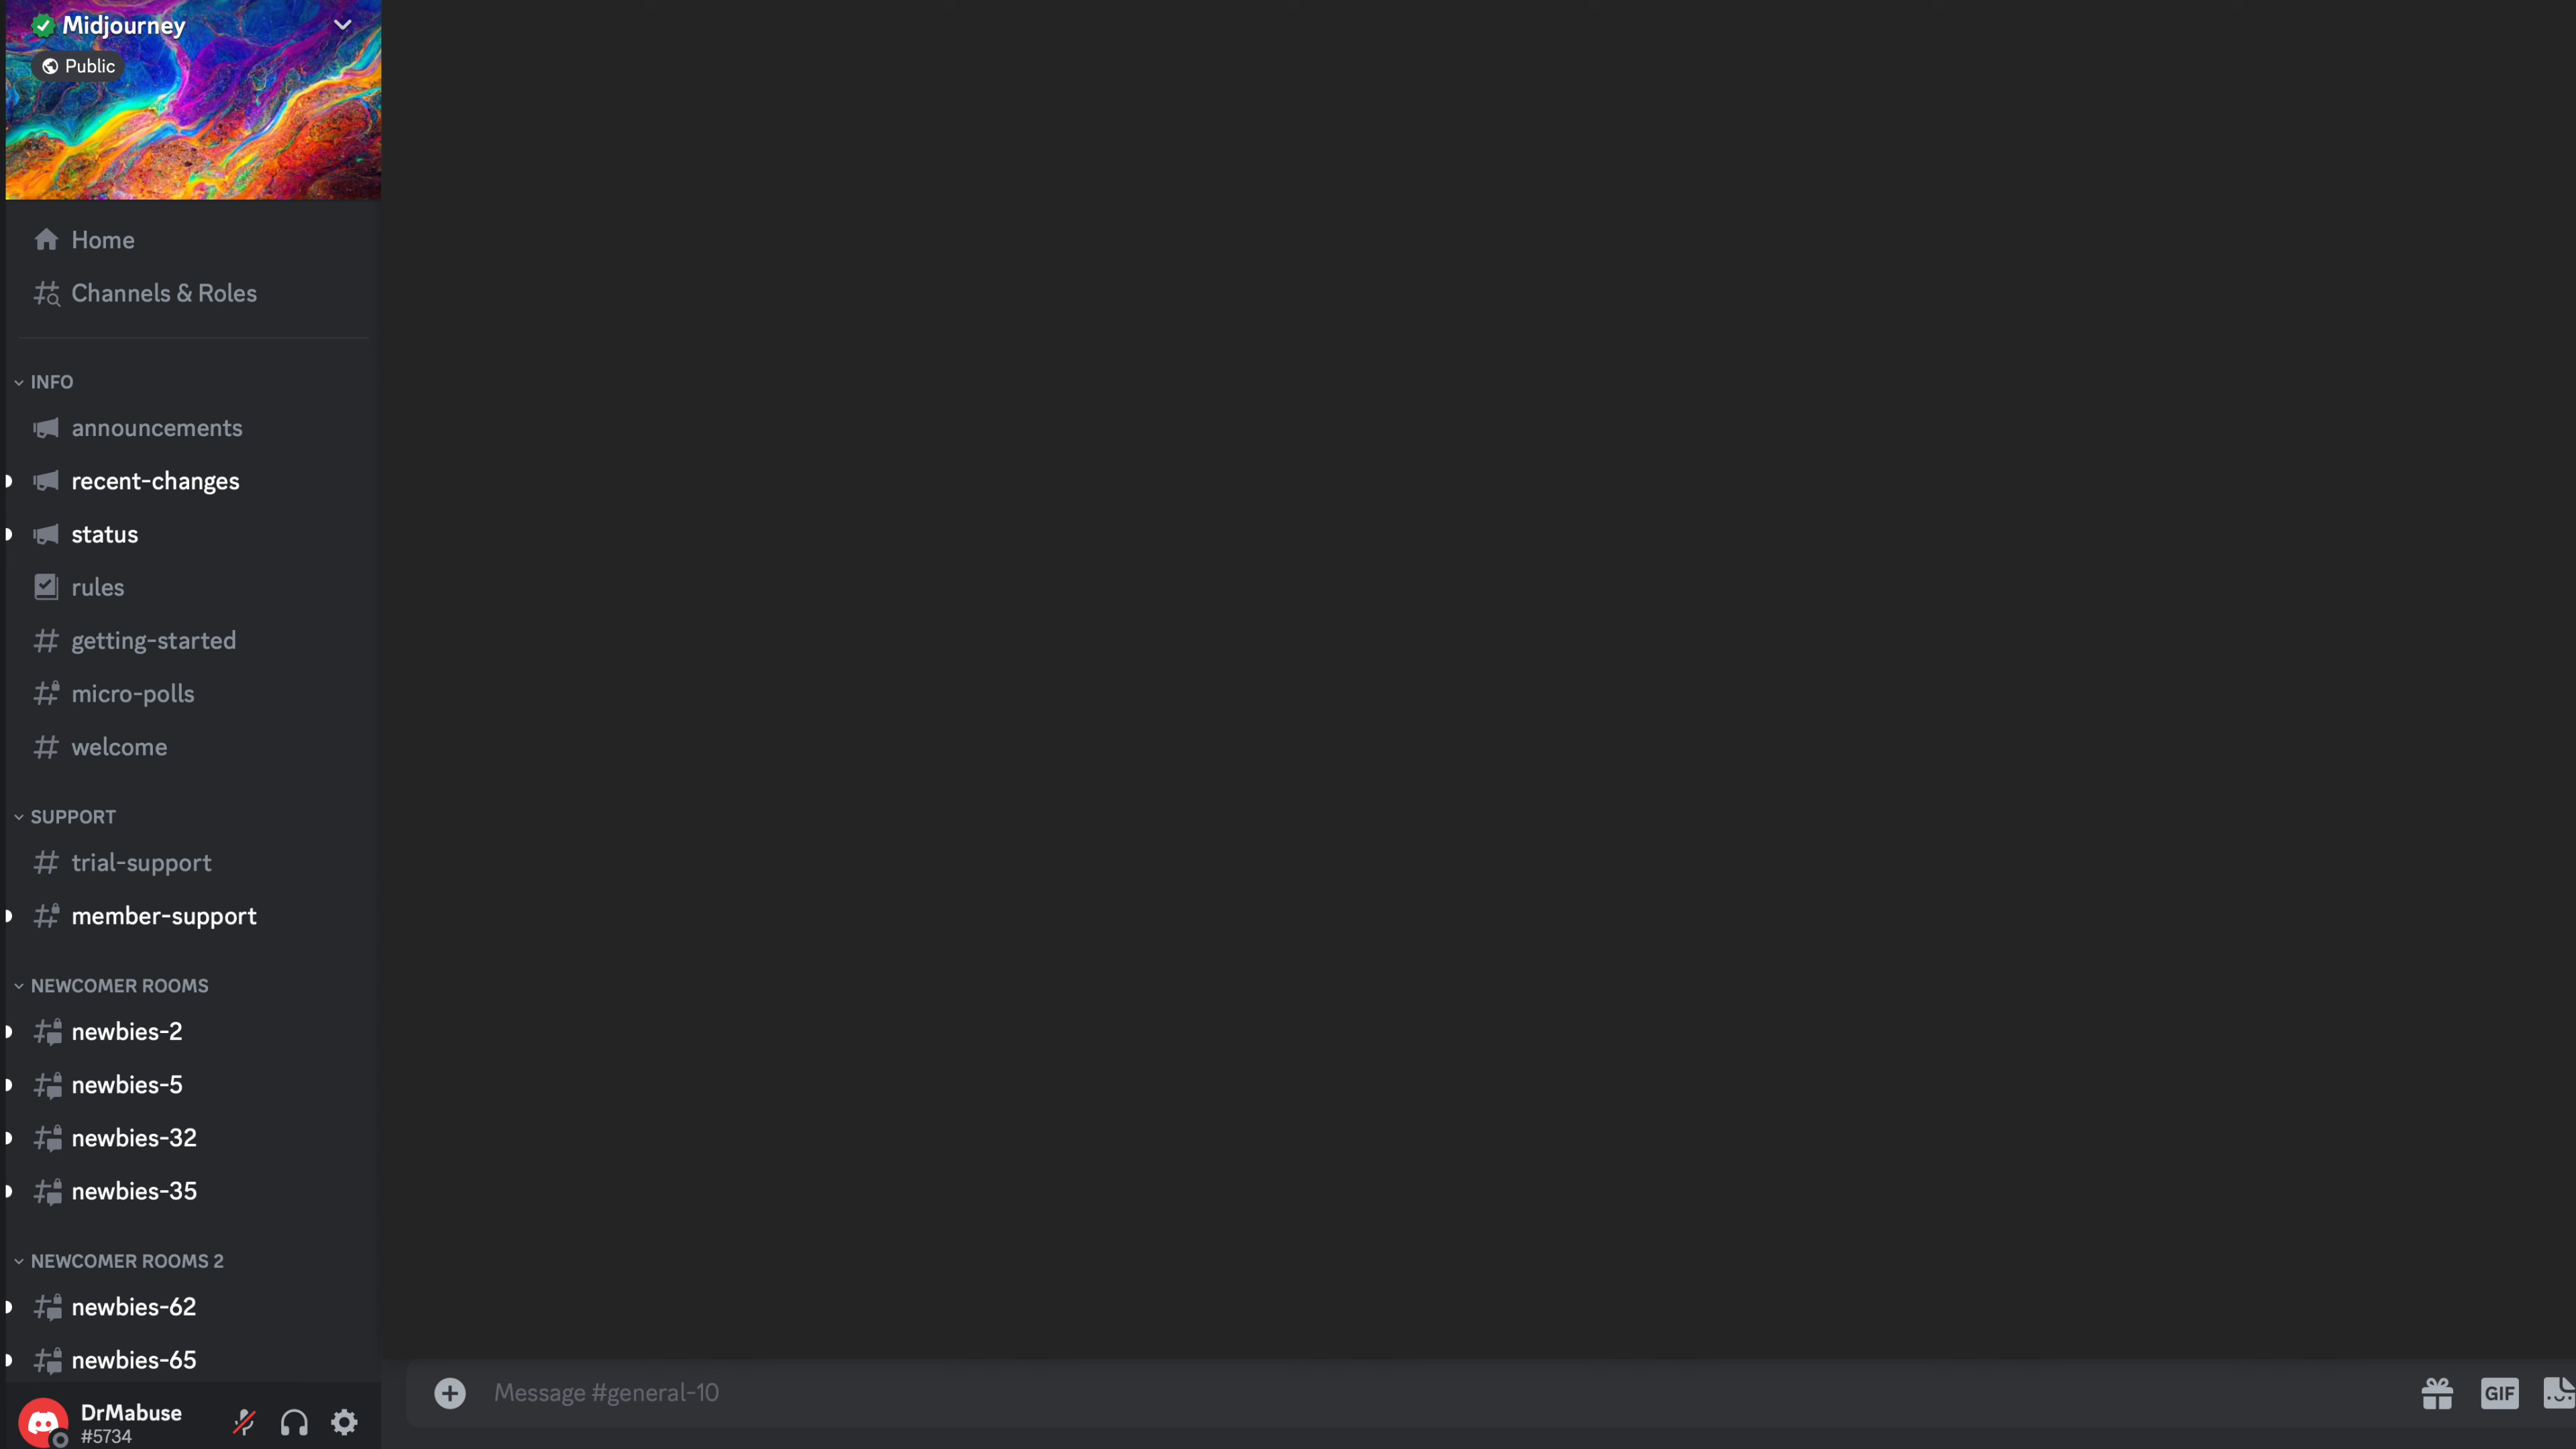 Midjourney
Public
Home
Channels & Roles
INFO
announcements
recent-changes
status
rules
getting-started
micro-polls
welcome
SUPPORT
trial-support
member-support
NEWCOMER ROOMS
newbies-2
newbies-5
newbies-32
newbies-35
NEWCOMER ROOMS 2
newbies-62
newbies-65
DrMabuse
#5734
Message #general-10
GIF